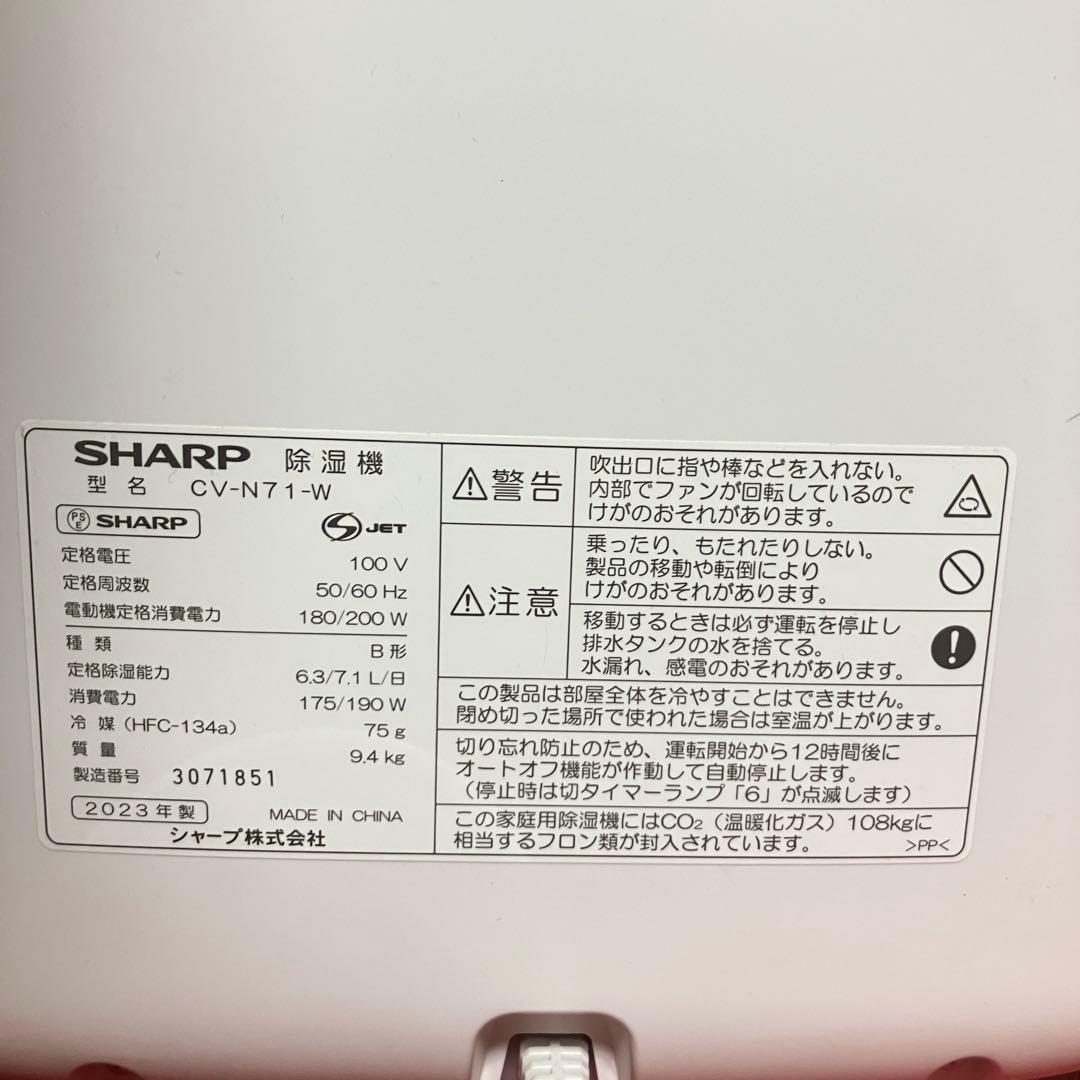 SHARP 除湿機
型名 CV-N71-W
PSE SHARP
S JET
定格電圧 100 V
定格周波数 50/60 Hz
電動機定格消費電力 180/200 W
種類 B形
定格除湿能力 6.3/7.1 L/日
消費電力 175/190 W
冷媒（HFC-134a） 75 g
質量 9.4 kg
製造番号 3071851
2023年製 MADE IN CHINA
シャープ株式会社
警告
吹出口に指や棒などを入れない。
内部でファンが回転しているので
けがのおそれがあります。
注意
乗ったり、もたれたりしない。
製品の移動や転倒により
けがのおそれがあります。
移動するときは必ず運転を停止し
排水タンクの水を捨てる。
水漏れ、感電のおそれがあります。
この製品は部屋全体を冷やすことはできません。
閉め切った場所で使われた場合は室温が上がります。
切り忘れ防止のため、運転開始から12時間後に
オートオフ機能が作動して自動停止します。
（停止時は切タイマーランプ「6」が点滅します）
この家庭用除湿機にはCO₂（温暖化ガス）108kgに
相当するフロン類が封入されています。
>PP<